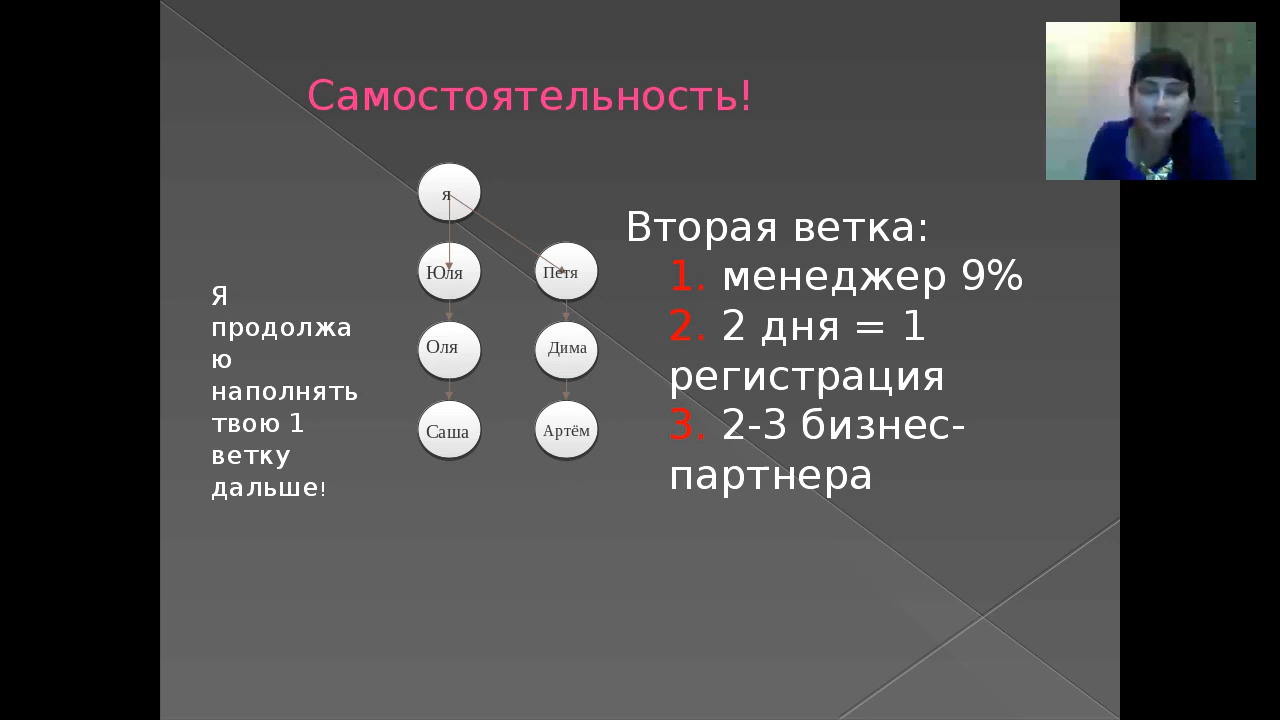 Самостоятельность!
я
Юля
Петя
Оля
Дима
Саша
Артём
Я
продолжа
ю
наполнять
твою 1
ветку
дальше!
Вторая ветка:
1. менеджер 9%
2. 2 дня = 1
регистрация
3. 2-3 бизнес-
партнера